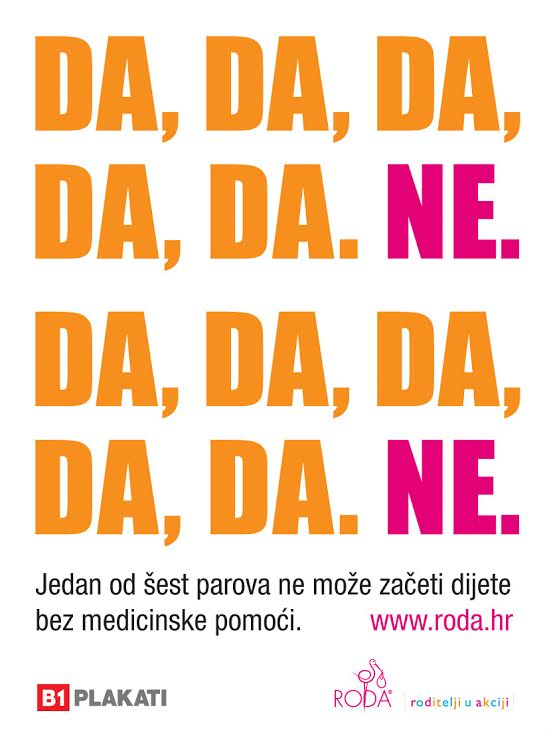 DA, DA, DA,
DA, DA. NE.
DA, DA, DA,
DA, DA. NE.
Jedan od šest parova ne može začeti dijete
bez medicinske pomoći. www.roda.hr
B1 PLAKATI
RODA® roditelji u akciji